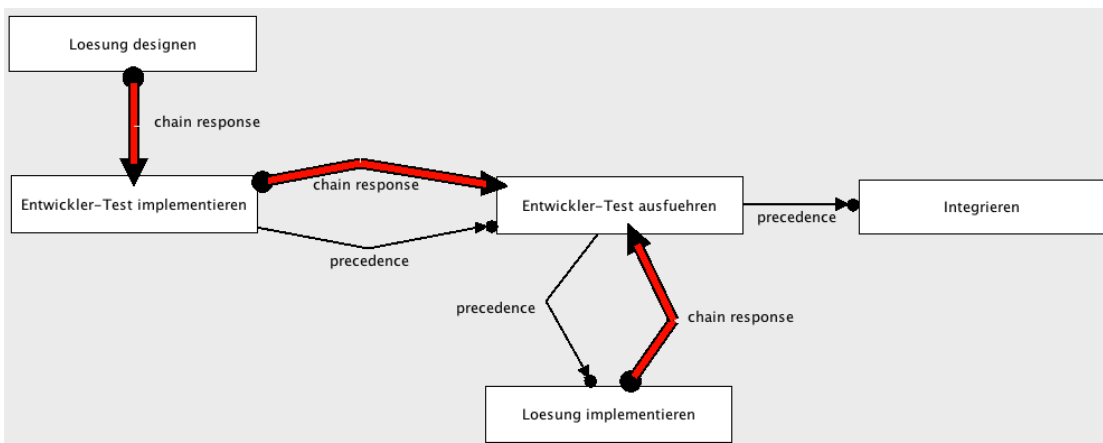 Loesung designen
chain response
Entwickler-Test implementieren
chain response
precedence
Entwickler-Test ausfuehren
precedence
Integrieren
precedence
chain response
Loesung implementieren